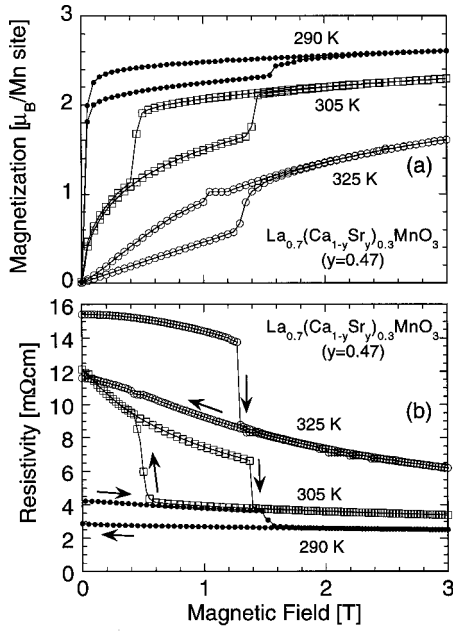 Magnetization [μB/Mn site]
3
2
1
0
290 K
305 K
325 K
(a)
La0.7(Ca1-ySry)0.3MnO3
(y=0.47)
Resistivity [mΩcm]
16
14
12
10
8
6
4
2
0
La0.7(Ca1-ySry)0.3MnO3
(y=0.47)
(b)
325 K
305 K
290 K
0 1 2 3
Magnetic Field [T]